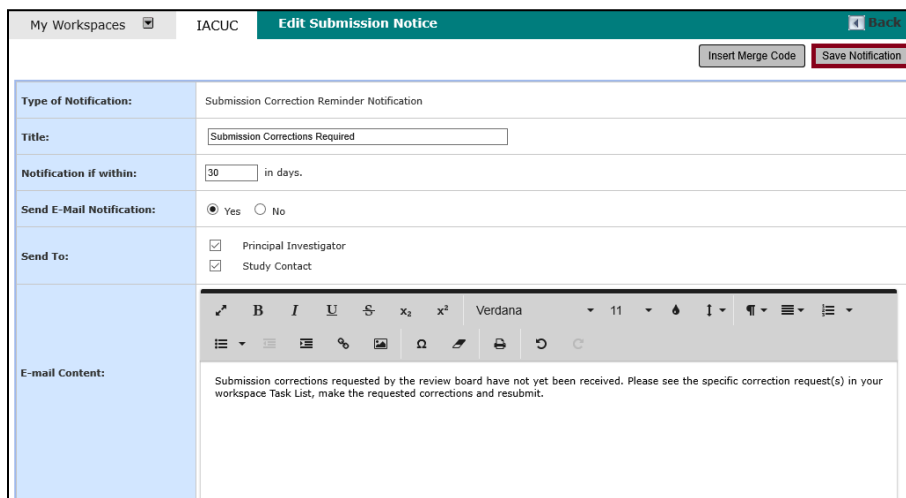 My Workspaces IACUC Edit Submission Notice Back
Insert Merge Code Save Notification
Type of Notification: Submission Correction Reminder Notification
Title: Submission Corrections Required
Notification if within: 30 in days.
Send E-Mail Notification: Yes No
Send To: Principal Investigator
Study Contact
B I U S x₂ x² Verdana 11 ¶
Ω
E-mail Content:
Submission corrections requested by the review board have not yet been received. Please see the specific correction request(s) in your
workspace Task List, make the requested corrections and resubmit.